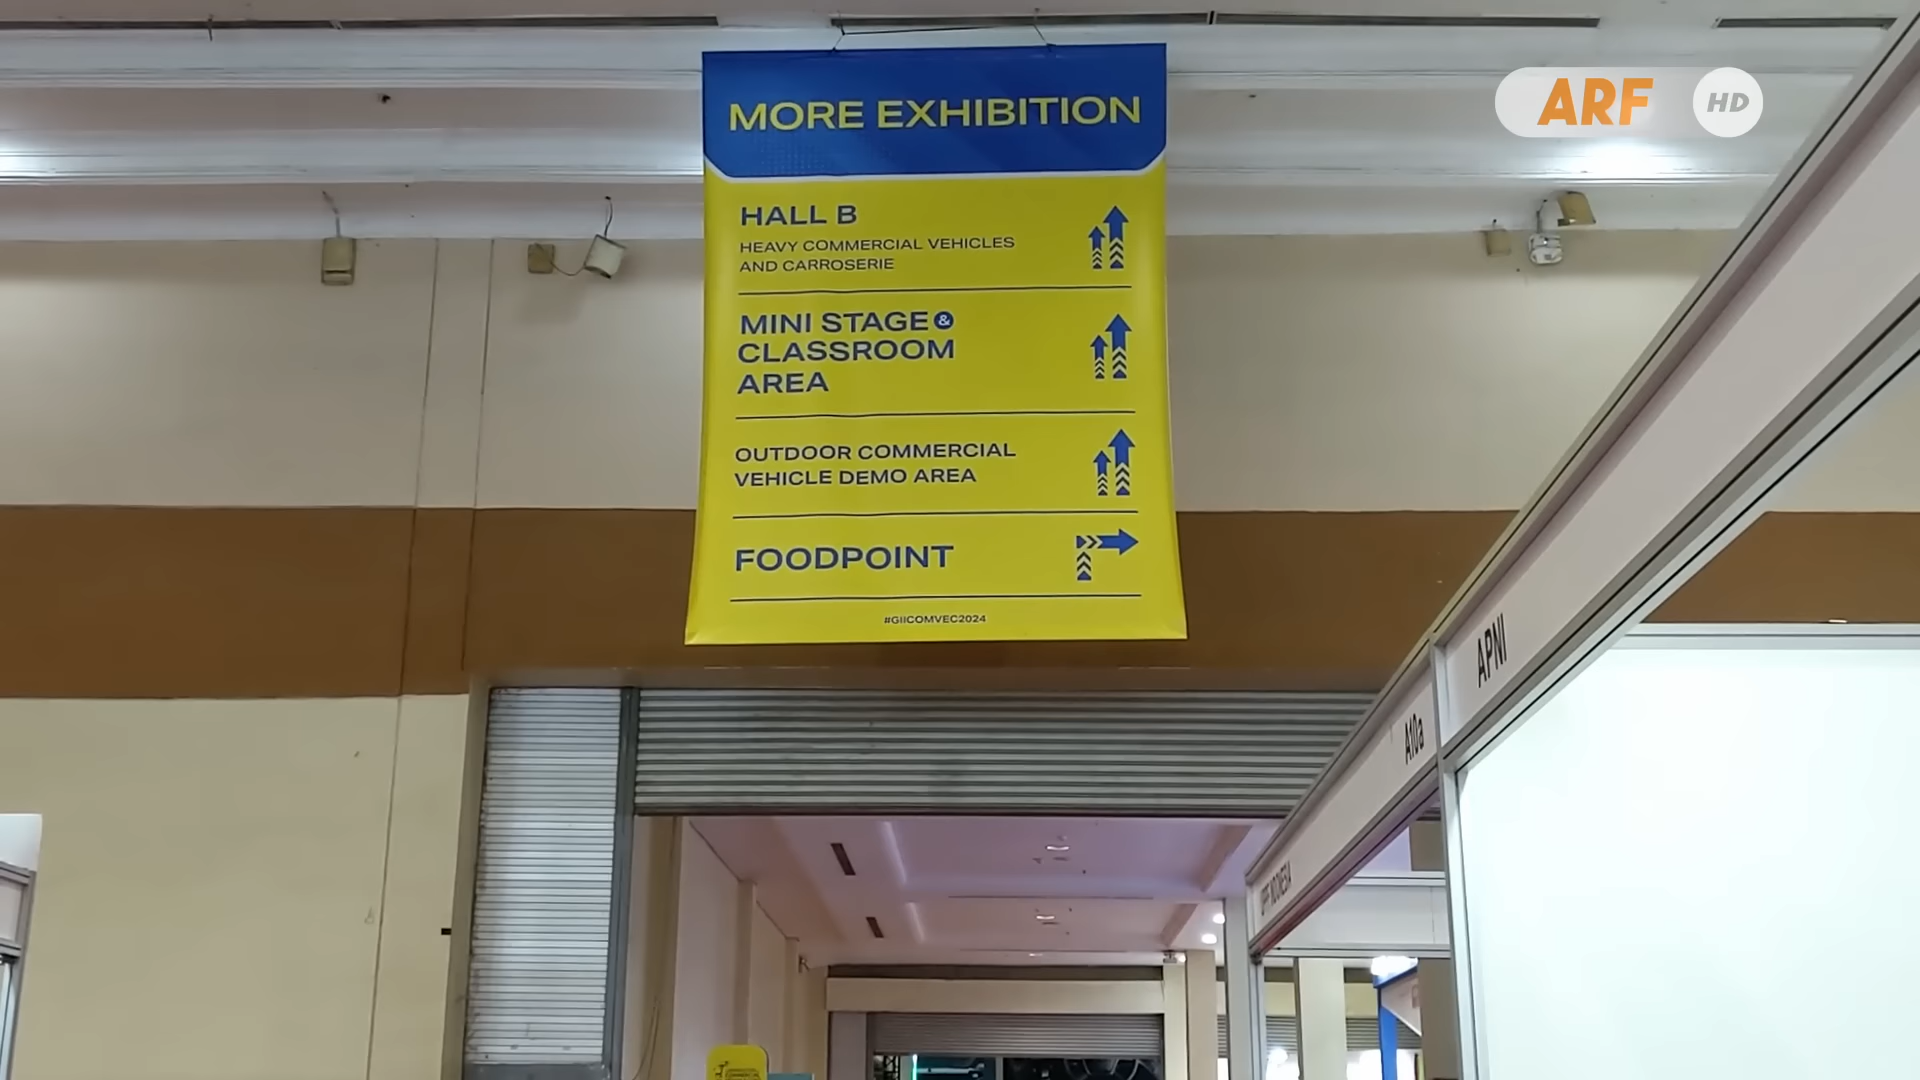 ARF HD
MORE EXHIBITION
HALL B
HEAVY COMMERCIAL VEHICLES
AND CARROSERIE
MINI STAGE &
CLASSROOM
AREA
OUTDOOR COMMERCIAL
VEHICLE DEMO AREA
FOODPOINT
#GIICOMVEC2024
APNI
A10a
INDONESIA